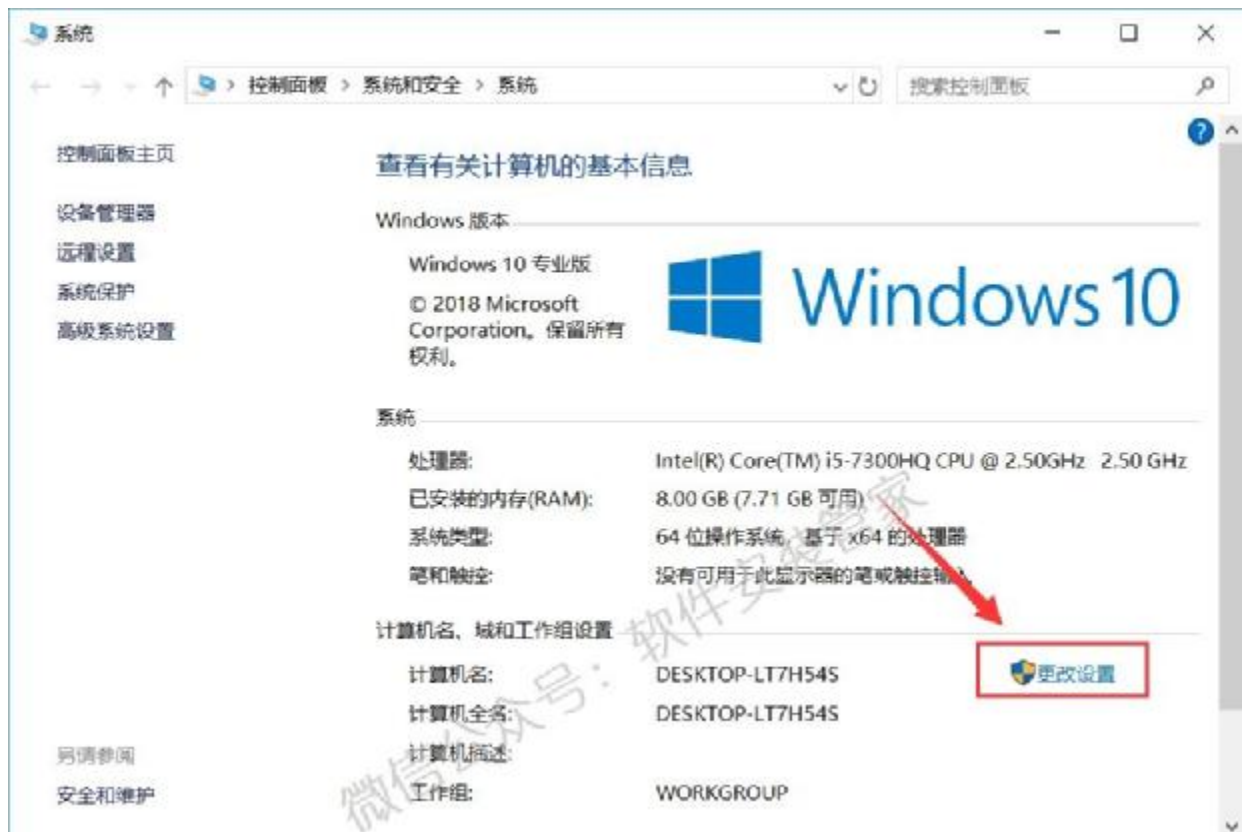 系统
控制面板 > 系统和安全 > 系统
搜索控制面板
控制面板主页
设备管理器
远程设置
系统保护
高级系统设置
查看有关计算机的基本信息
Windows 版本
Windows 10 专业版
© 2018 Microsoft
Corporation。保留所有
权利。
Windows 10
系统
处理器: Intel(R) Core(TM) i5-7300HQ CPU @ 2.50GHz 2.50 GHz
已安装的内存(RAM): 8.00 GB (7.71 GB 可用)
系统类型: 64 位操作系统，基于 x64 的处理器
笔和触控: 没有可用于此显示器的笔或触控输入
计算机名、域和工作组设置
计算机名: DESKTOP-LT7H54S
更改设置
计算机全名: DESKTOP-LT7H54S
计算机描述:
工作组: WORKGROUP
另请参阅
安全和维护
微信公众号：软件安装管家